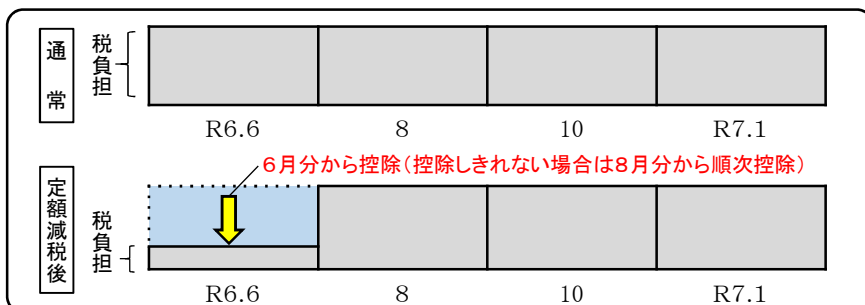 通常
税負担
R6.6 8 10 R7.1
6月分から控除(控除しきれない場合は8月分から順次控除)
定額減税後
税負担
R6.6 8 10 R7.1